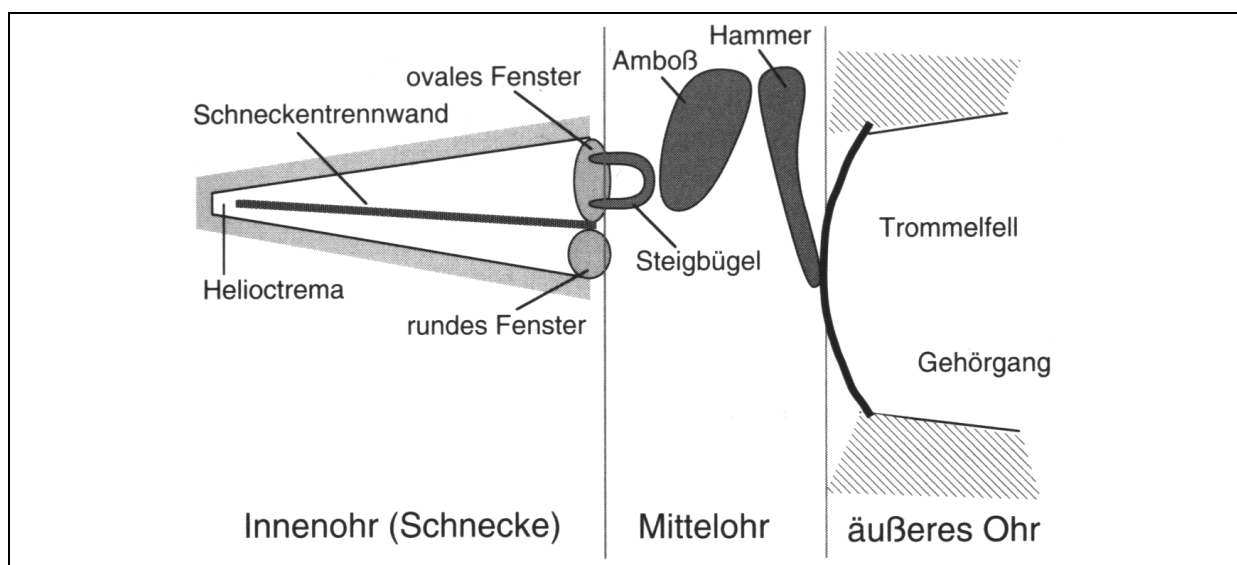 Hammer
Amboß
ovales Fenster
Schneckentrennwand
Trommelfell
Steigbügel
Helioctrema
rundes Fenster
Gehörgang
Innenohr (Schnecke)
Mittelohr
äußeres Ohr